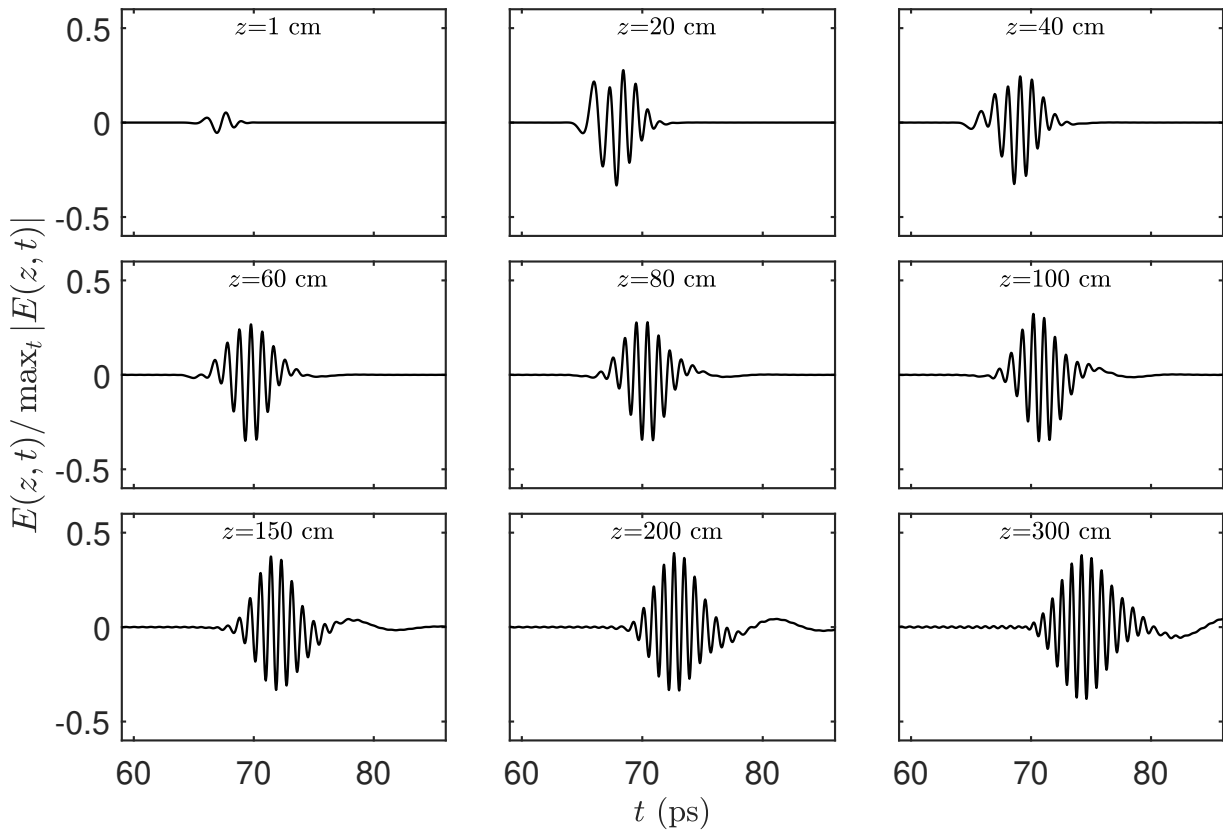 E(z, t)/ max_t |E(z, t)|
z=1 cm
z=20 cm
z=40 cm
0.5
0
-0.5
z=60 cm
z=80 cm
z=100 cm
0.5
0
-0.5
z=150 cm
z=200 cm
z=300 cm
0.5
0
-0.5
60 70 80
60 70 80
60 70 80
t (ps)